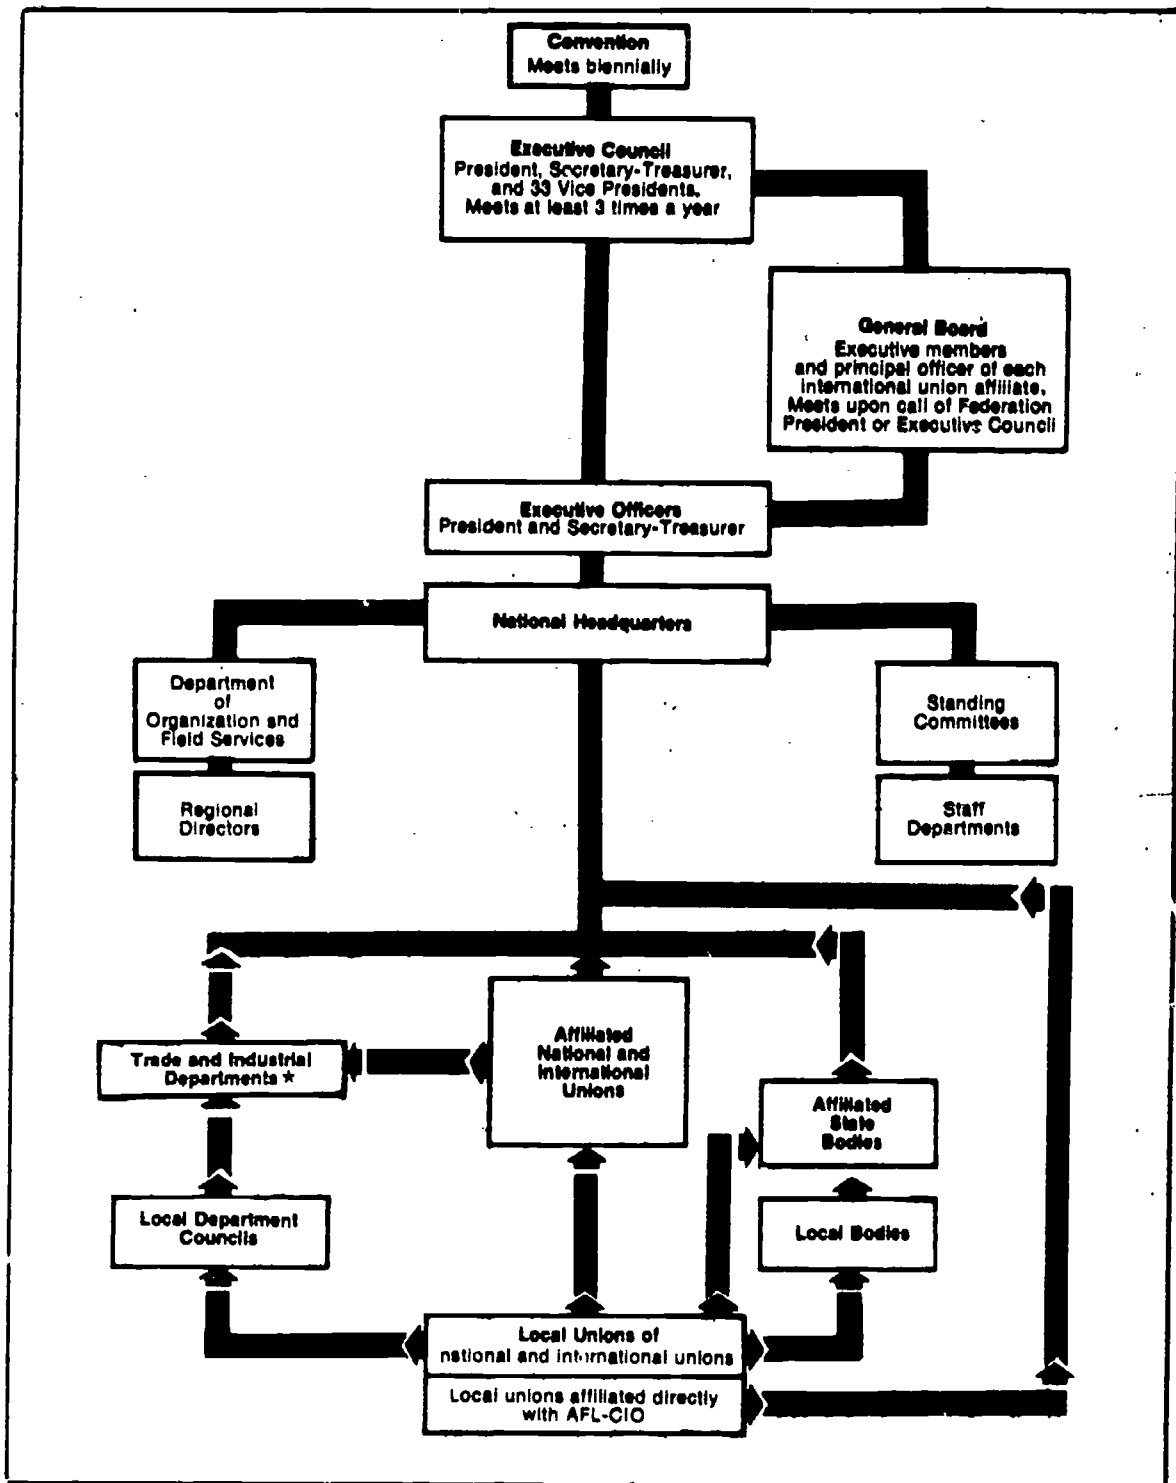 Convention
Meets biennially
Executive Council
President, Secretary-Treasurer,
and 33 Vice Presidents.
Meets at least 3 times a year
General Board
Executive members
and principal officer of each
international union affiliate.
Meets upon call of Federation
President or Executive Council
Executive Officers
President and Secretary-Treasurer
National Headquarters
Department
of
Organization and
Field Services
Standing
Committees
Regional
Directors
Staff
Departments
Affiliated
National and
International
Unions
Trade and Industrial
Departments ★
Affiliated
State
Bodies
Local Department
Councils
Local Bodies
Local Unions of
national and international unions
Local unions affiliated directly
with AFL-CIO